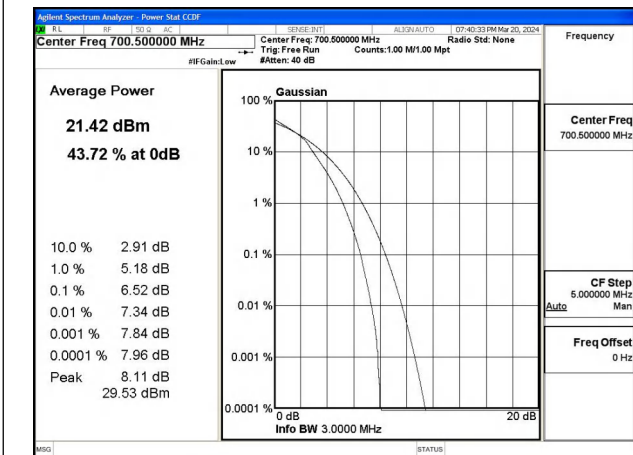 Agilent Spectrum Analyzer - Power Stat CCDF
RL RF 50 Ω AC SENSE:INT ALIGN AUTO 07:40:33 PM Mar 20, 2024
Center Freq 700.500000 MHz
Center Freq: 700.500000 MHz Radio Std: None
Trig: Free Run Counts:1.00 M/1.00 Mpt
#IFGain:Low #Atten: 40 dB
Frequency
Average Power
21.42 dBm
43.72 % at 0dB
10.0 % 2.91 dB
1.0 % 5.18 dB
0.1 % 6.52 dB
0.01 % 7.34 dB
0.001 % 7.84 dB
0.0001 % 7.96 dB
Peak 8.11 dB
29.53 dBm
Gaussian
100 %
10 %
1 %
0.1 %
0.01 %
0.001 %
0.0001 %
0 dB 20 dB
Info BW 3.0000 MHz
Center Freq
700.500000 MHz
CF Step
5.000000 MHz
Auto Man
Freq Offset
0 Hz
MSG STATUS